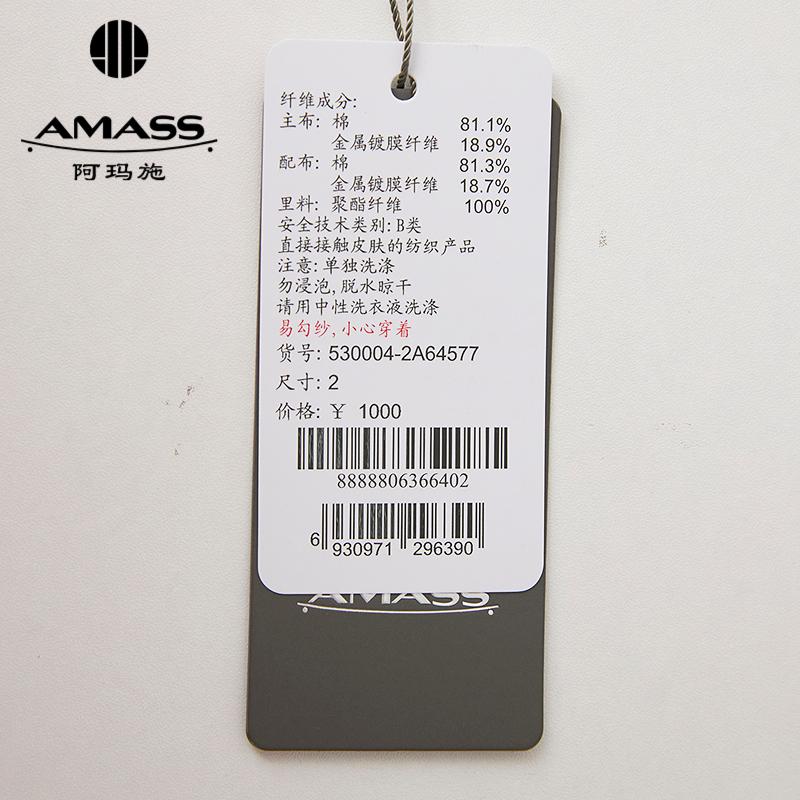 AMASS
阿玛施
纤维成分:
主布: 棉 81.1%
金属镀膜纤维 18.9%
配布: 棉 81.3%
金属镀膜纤维 18.7%
里料: 聚酯纤维 100%
安全技术类别: B类
直接接触皮肤的纺织产品
注意: 单独洗涤
勿浸泡, 脱水晾干
请用中性洗衣液洗涤
易勾纱, 小心穿着
货号: 530004-2A64577
尺寸: 2
价格: ¥ 1000
8888806366402
6 930971 296390
AMASS